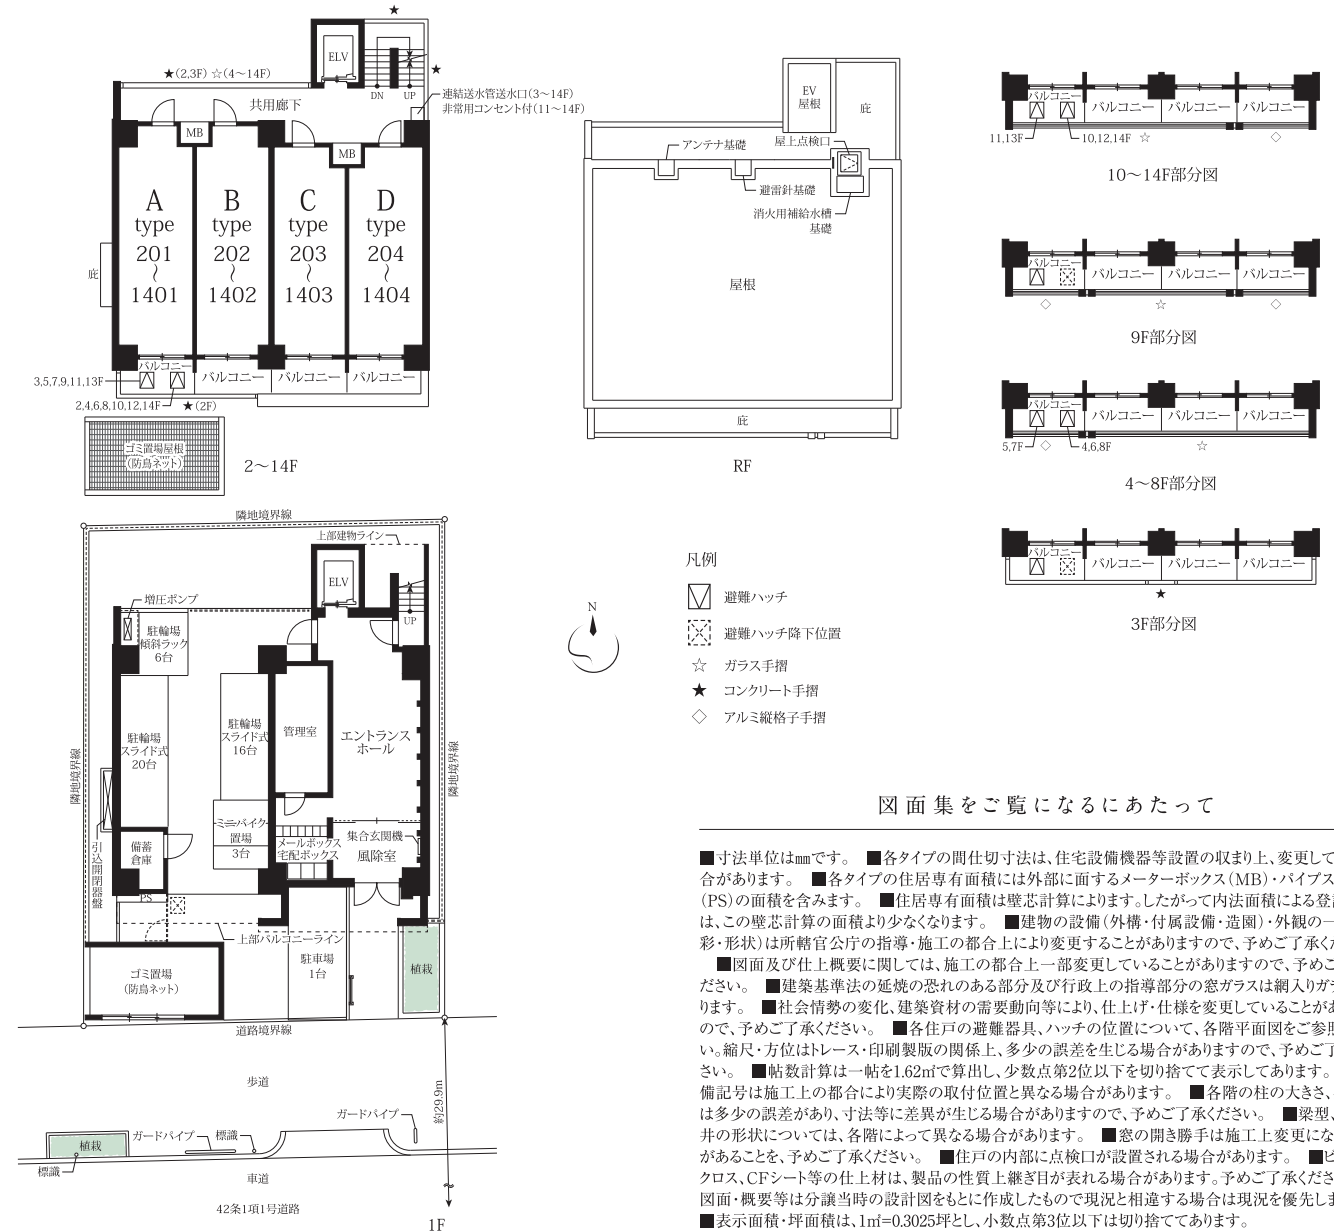 ★
ELV
★(2,3F) ☆(4〜14F)
★
DN UP
連結送水管送水口(3〜14F)
非常用コンセント付(11〜14F)
共用廊下
MB
MB
A
type
201
〜
1401
B
type
202
〜
1402
C
type
203
〜
1403
D
type
204
〜
1404
庇
バルコニー
バルコニー
バルコニー
バルコニー
3,5,7,9,11,13F
2,4,6,8,10,12,14F
★(2F)
ゴミ置場屋根
(防鳥ネット)
2〜14F
EV
屋根
庇
アンテナ基礎
屋上点検口
避雷針基礎
消火用補給水槽
基礎
屋根
庇
RF
バルコニー
バルコニー
バルコニー
バルコニー
11,13F
10,12,14F
☆
◇
10〜14F部分図
バルコニー
バルコニー
バルコニー
バルコニー
◇
☆
◇
9F部分図
バルコニー
バルコニー
バルコニー
バルコニー
5,7F
◇
4,6,8F
☆
4〜8F部分図
バルコニー
バルコニー
バルコニー
バルコニー
★
3F部分図
隣地境界線
上部建物ライン
ELV
UP
増圧ポンプ
駐輪場
傾斜ラック
6台
駐輪場
スライド式
20台
駐輪場
スライド式
16台
管理室
エントランス
ホール
隣地境界線
隣地境界線
ミニバイク
置場
3台
メールボックス
宅配ボックス
集合玄関機
風除室
備蓄
倉庫
引込開閉器盤
PS
上部バルコニーライン
駐車場
1台
植栽
ゴミ置場
(防鳥ネット)
道路境界線
歩道
約29.9m
ガードパイプ
ガードパイプ
標識
植栽
標識
車道
42条1項1号道路
1F
N
凡例
避難ハッチ
避難ハッチ降下位置
☆ ガラス手摺
★ コンクリート手摺
◇ アルミ縦格子手摺
図面集をご覧になるにあたって
■寸法単位は㎜です。 ■各タイプの間仕切寸法は、住宅設備機器等設置の収まり上、変更して
合があります。 ■各タイプの住居専有面積には外部に面するメーターボックス(MB)・パイプス
(PS)の面積を含みます。 ■住居専有面積は壁芯計算によります。したがって内法面積による登
は、この壁芯計算の面積より少なくなります。 ■建物の設備(外構・付属設備・造園)・外観の一
彩・形状)は所轄官公庁の指導・施工の都合上により変更することがありますので、予めご了承く
■図面及び仕上概要に関しては、施工の都合上一部変更していることがありますので、予めご
ださい。 ■建築基準法の延焼の恐れのある部分及び行政上の指導部分の窓ガラスは網入りガ
ります。 ■社会情勢の変化、建築資材の需要動向等により、仕上げ・仕様を変更していることがあ
ので、予めご了承ください。 ■各住戸の避難器具、ハッチの位置について、各階平面図をご参照
い。縮尺・方位はトレース・印刷製版の関係上、多少の誤差を生じる場合がありますので、予めご了
さい。 ■帖数計算は一帖を1.62㎡で算出し、少数点第2位以下を切り捨てて表示してあります。
備記号は施工上の都合により実際の取付位置と異なる場合があります。 ■各階の柱の大きさ、
は多少の誤差があり、寸法等に差異が生じる場合がありますので、予めご了承ください。 ■梁型、
井の形状については、各階によって異なる場合があります。 ■窓の開き勝手は施工上変更にな
があることを、予めご了承ください。 ■住戸の内部に点検口が設置される場合があります。 ■ビ
クロス、CFシート等の仕上材は、製品の性質上継ぎ目が表れる場合があります。予めご了承くださ
図面・概要等は分譲当時の設計図をもとに作成したもので現況と相違する場合は現況を優先しま
■表示面積・坪面積は、1㎡=0.3025坪とし、小数点第3位以下は切り捨ててあります。